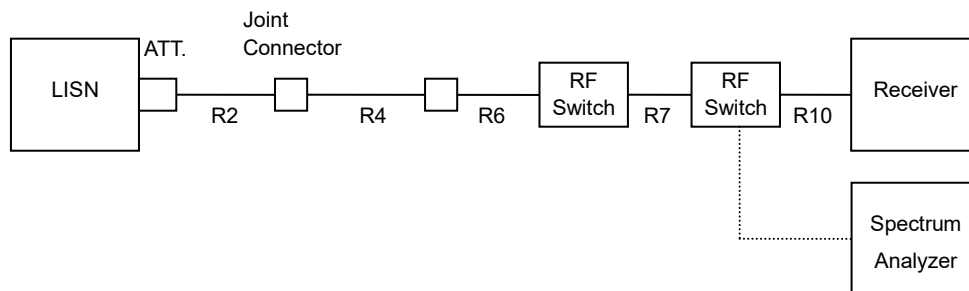 Joint
Connector
ATT.
LISN
R2
R4
R6
RF
Switch
R7
RF
Switch
R10
Receiver
Spectrum
Analyzer